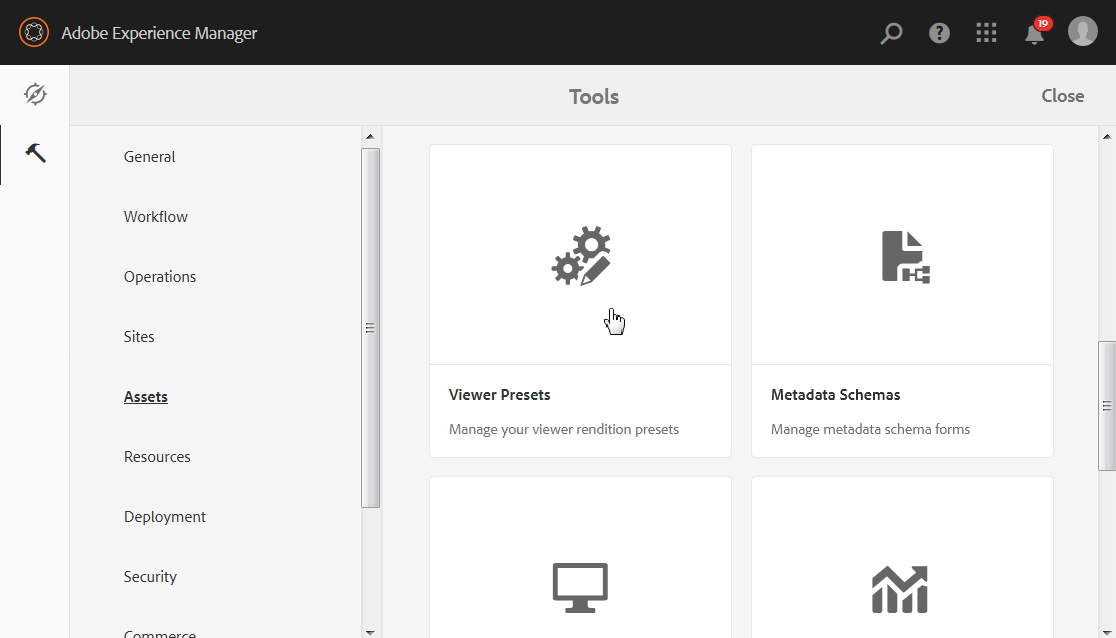 Adobe Experience Manager
19
Tools
Close
General
Workflow
Operations
Sites
Assets
Resources
Deployment
Security
Commerce
Viewer Presets
Manage your viewer rendition presets
Metadata Schemas
Manage metadata schema forms